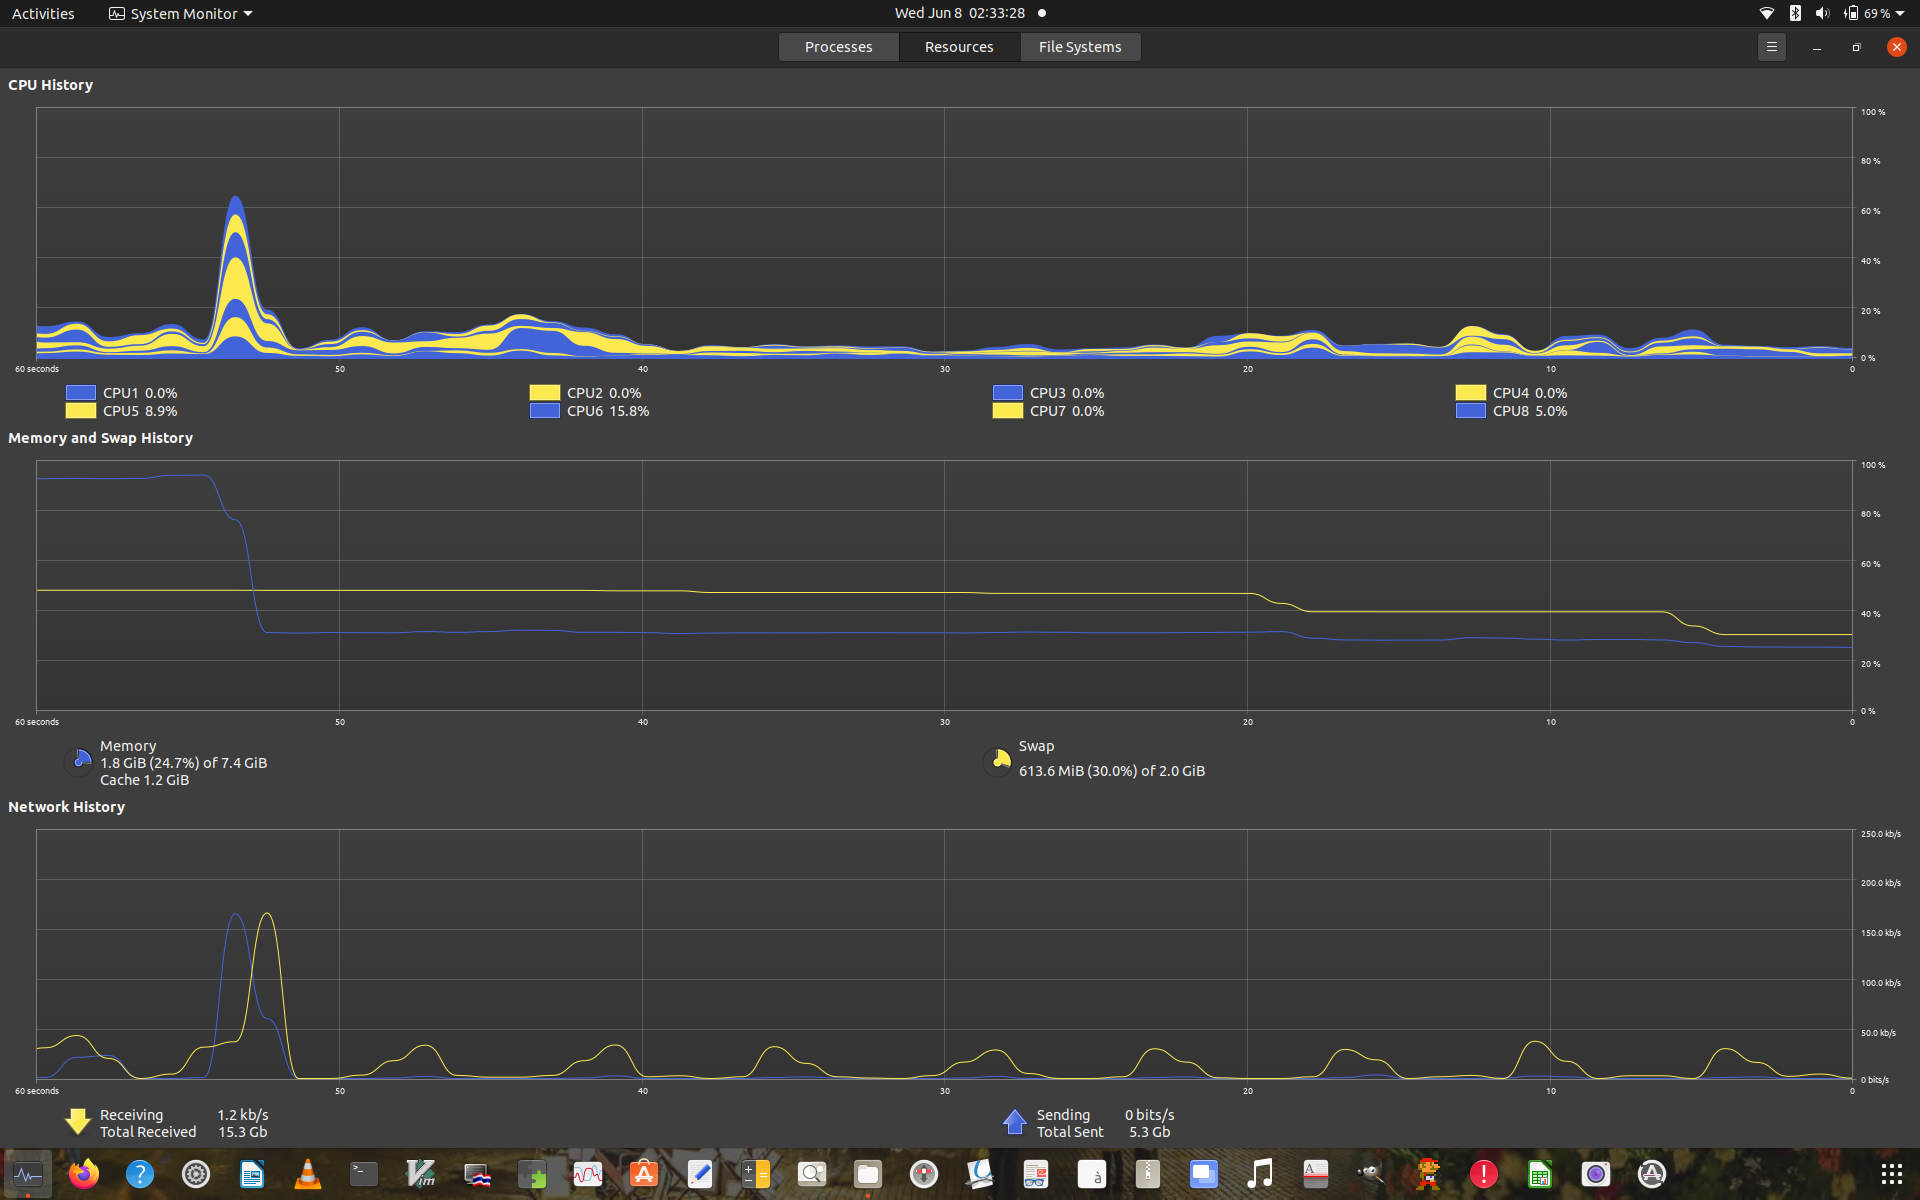 Activities System Monitor Wed Jun 8 02:33:28 69 %
Processes Resources File Systems
CPU History
100 %
80 %
60 %
40 %
20 %
0 %
60 seconds 50 40 30 20 10 0
CPU1 0.0% CPU2 0.0% CPU3 0.0% CPU4 0.0%
CPU5 8.9% CPU6 15.8% CPU7 0.0% CPU8 5.0%
Memory and Swap History
100 %
80 %
60 %
40 %
20 %
0 %
60 seconds 50 40 30 20 10 0
Memory
1.8 GiB (24.7%) of 7.4 GiB
Cache 1.2 GiB
Swap
613.6 MiB (30.0%) of 2.0 GiB
Network History
250.0 kb/s
200.0 kb/s
150.0 kb/s
100.0 kb/s
50.0 kb/s
0 bits/s
60 seconds 50 40 30 20 10 0
Receiving 1.2 kb/s
Total Received 15.3 Gb
Sending 0 bits/s
Total Sent 5.3 Gb